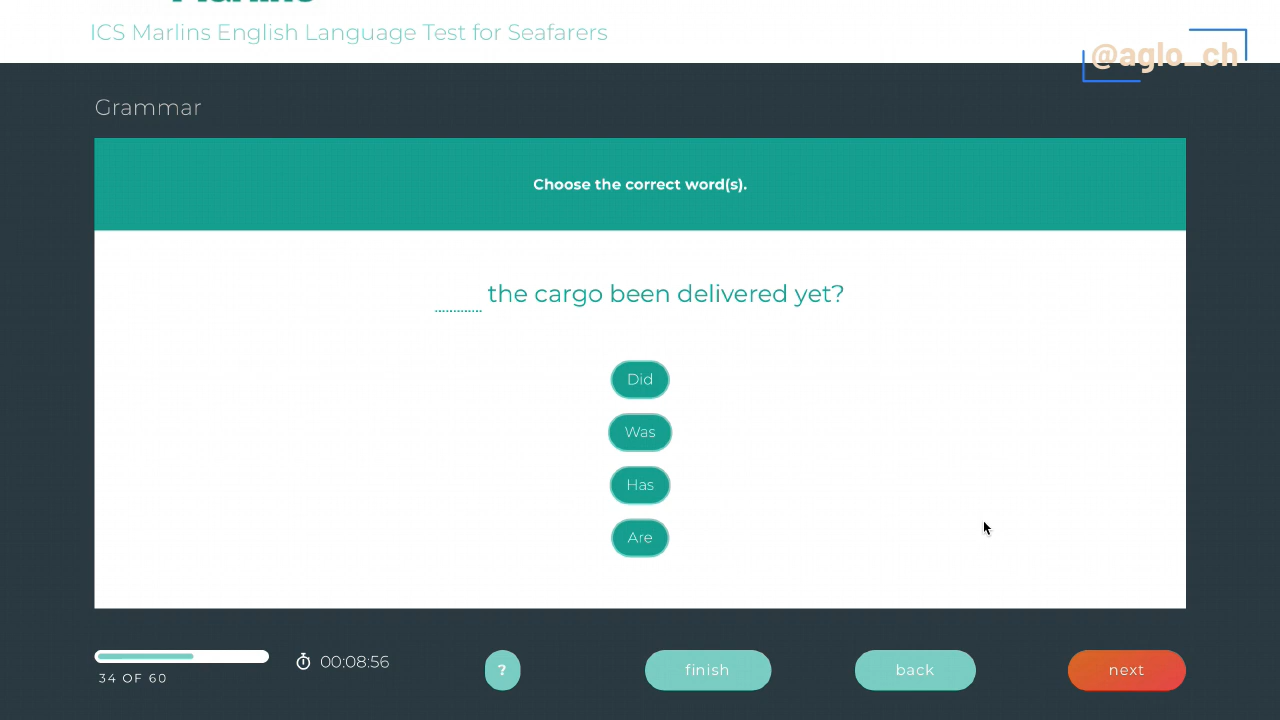 ICS Marlins English Language Test for Seafarers
@aglo_ch
Grammar
Choose the correct word(s).
the cargo been delivered yet?
Did
Was
Has
Are
00:08:56
34 OF 60
?
finish
back
next